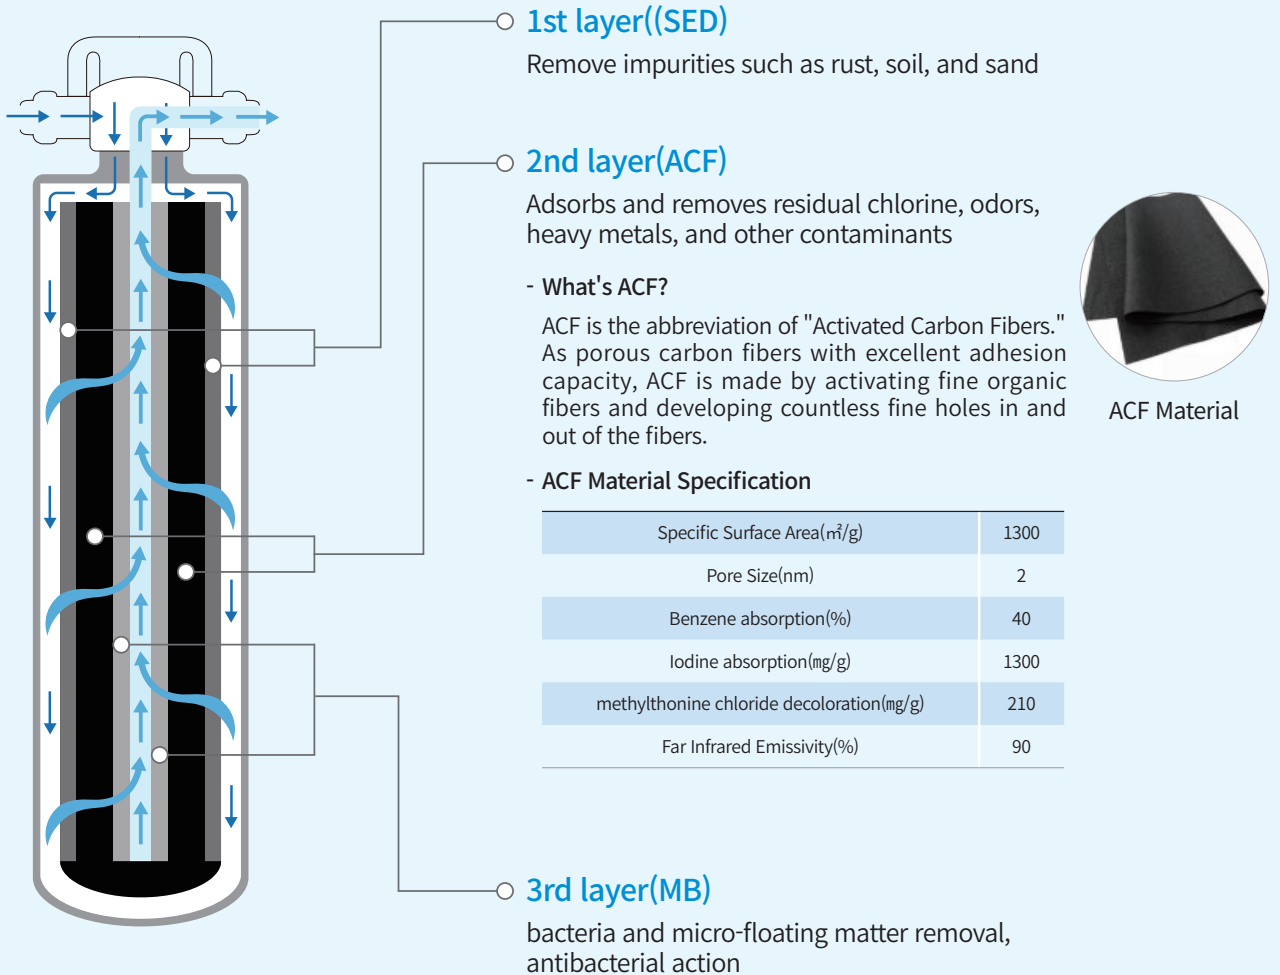 1st layer((SED)
Remove impurities such as rust, soil, and sand
2nd layer(ACF)
Adsorbs and removes residual chlorine, odors,
heavy metals, and other contaminants
- What's ACF?
ACF is the abbreviation of "Activated Carbon Fibers."
As porous carbon fibers with excellent adhesion
capacity, ACF is made by activating fine organic
fibers and developing countless fine holes in and
out of the fibers.
ACF Material
- ACF Material Specification
Specific Surface Area(㎡/g) 1300
Pore Size(nm) 2
Benzene absorption(%) 40
Iodine absorption(㎎/g) 1300
methylthonine chloride decoloration(㎎/g) 210
Far Infrared Emissivity(%) 90
3rd layer(MB)
bacteria and micro-floating matter removal,
antibacterial action